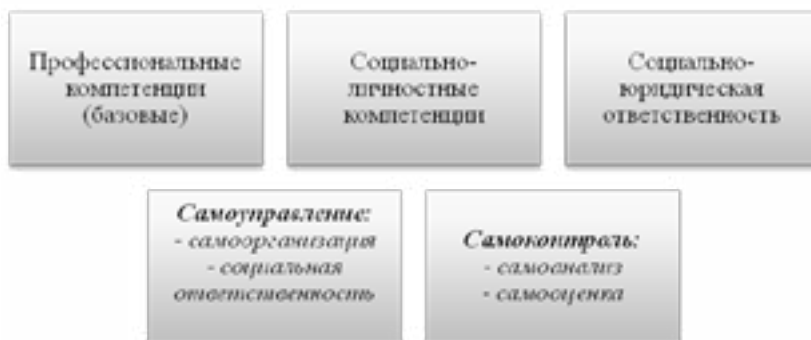 Профессиональные
компетенции
(базовые)
Социально-
личностные
компетенции
Социально-
юридическая
ответственность
Самоуправление:
- самоорганизация
- социальная
ответственность
Самоконтроль:
- самоанализ
- самооценка